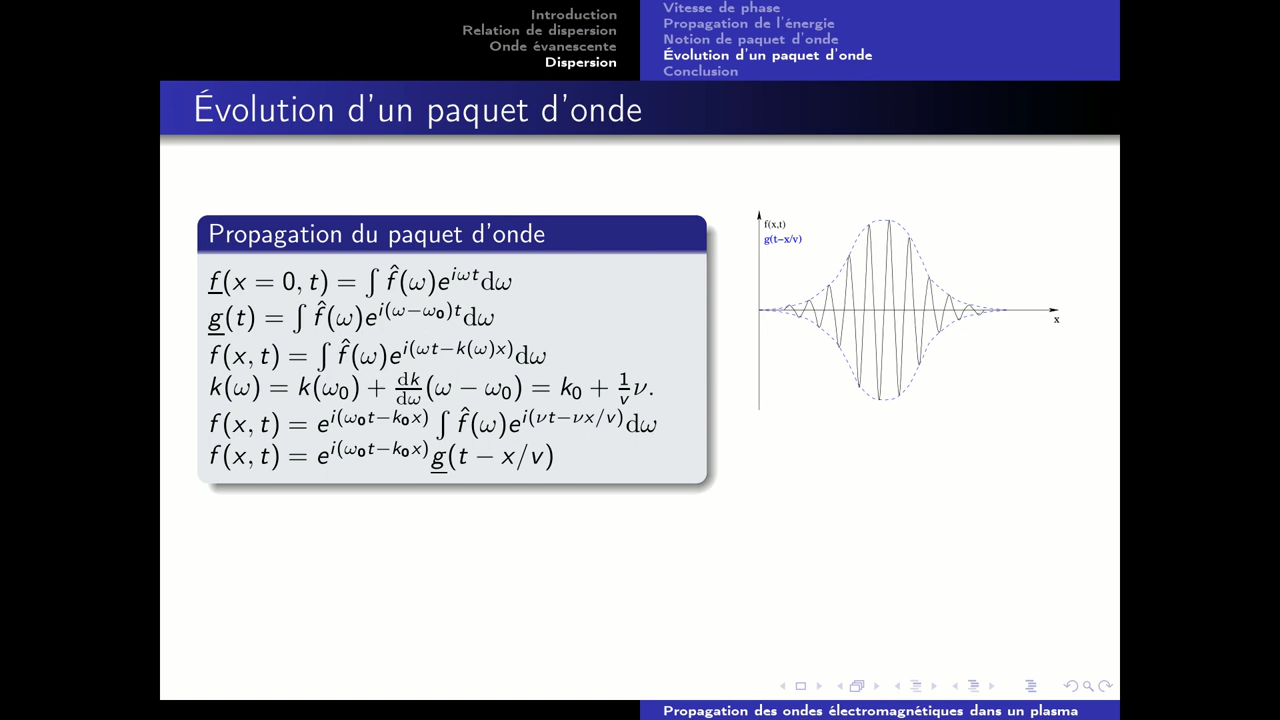 Introduction
Relation de dispersion
Onde évanescente
Dispersion
Vitesse de phase
Propagation de l'énergie
Notion de paquet d'onde
Évolution d'un paquet d'onde
Conclusion
Évolution d'un paquet d'onde
Propagation du paquet d'onde
f̲(x = 0, t) = ∫ f̂(ω)e^{iωt}dω
g̲(t) = ∫ f̂(ω)e^{i(ω−ω₀)t}dω
f(x, t) = ∫ f̂(ω)e^{i(ωt−k(ω)x)}dω
k(ω) = k(ω₀) + dk/dω(ω − ω₀) = k₀ + 1/v ν.
f(x, t) = e^{i(ω₀t−k₀x)} ∫ f̂(ω)e^{i(νt−νx/v)}dω
f(x, t) = e^{i(ω₀t−k₀x)}g̲(t − x/v)
f(x,t)
g(t−x/v)
x
Propagation des ondes électromagnétiques dans un plasma